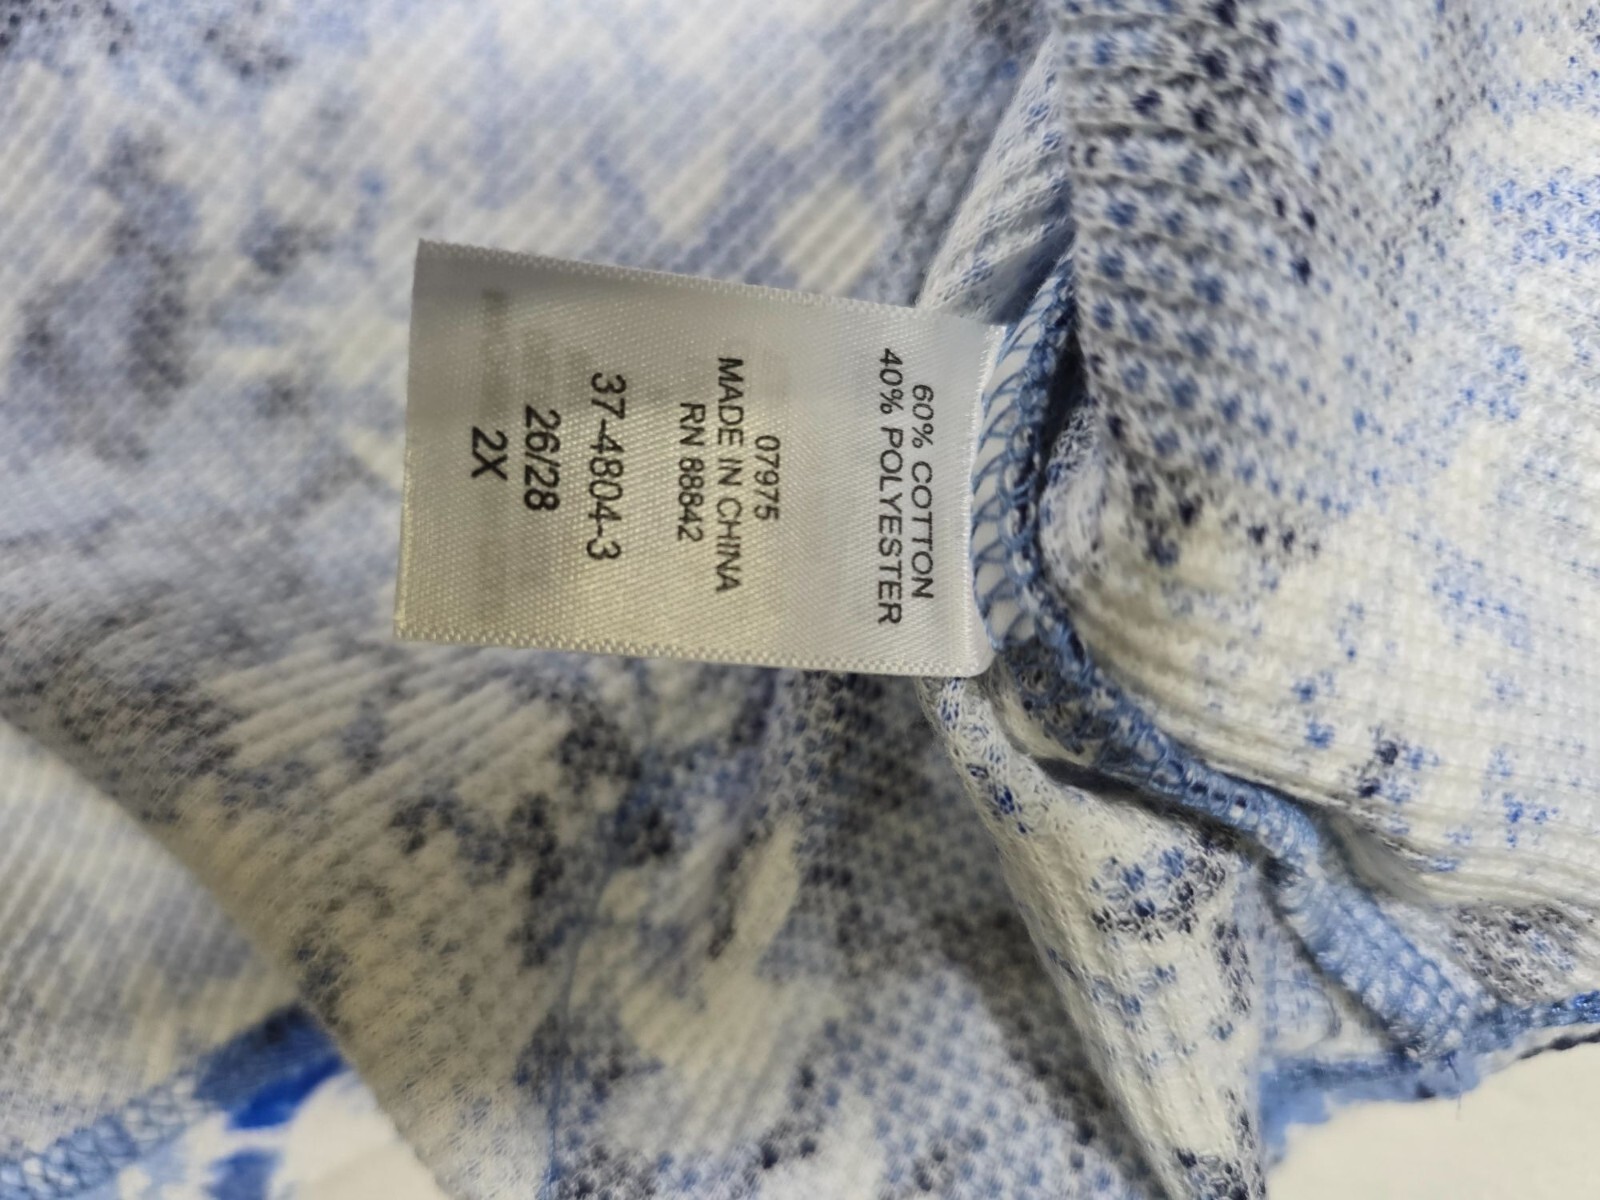 60% COTTON
40% POLYESTER
07975
MADE IN CHINA
RN 88842
37-4804-3
26/28
2X